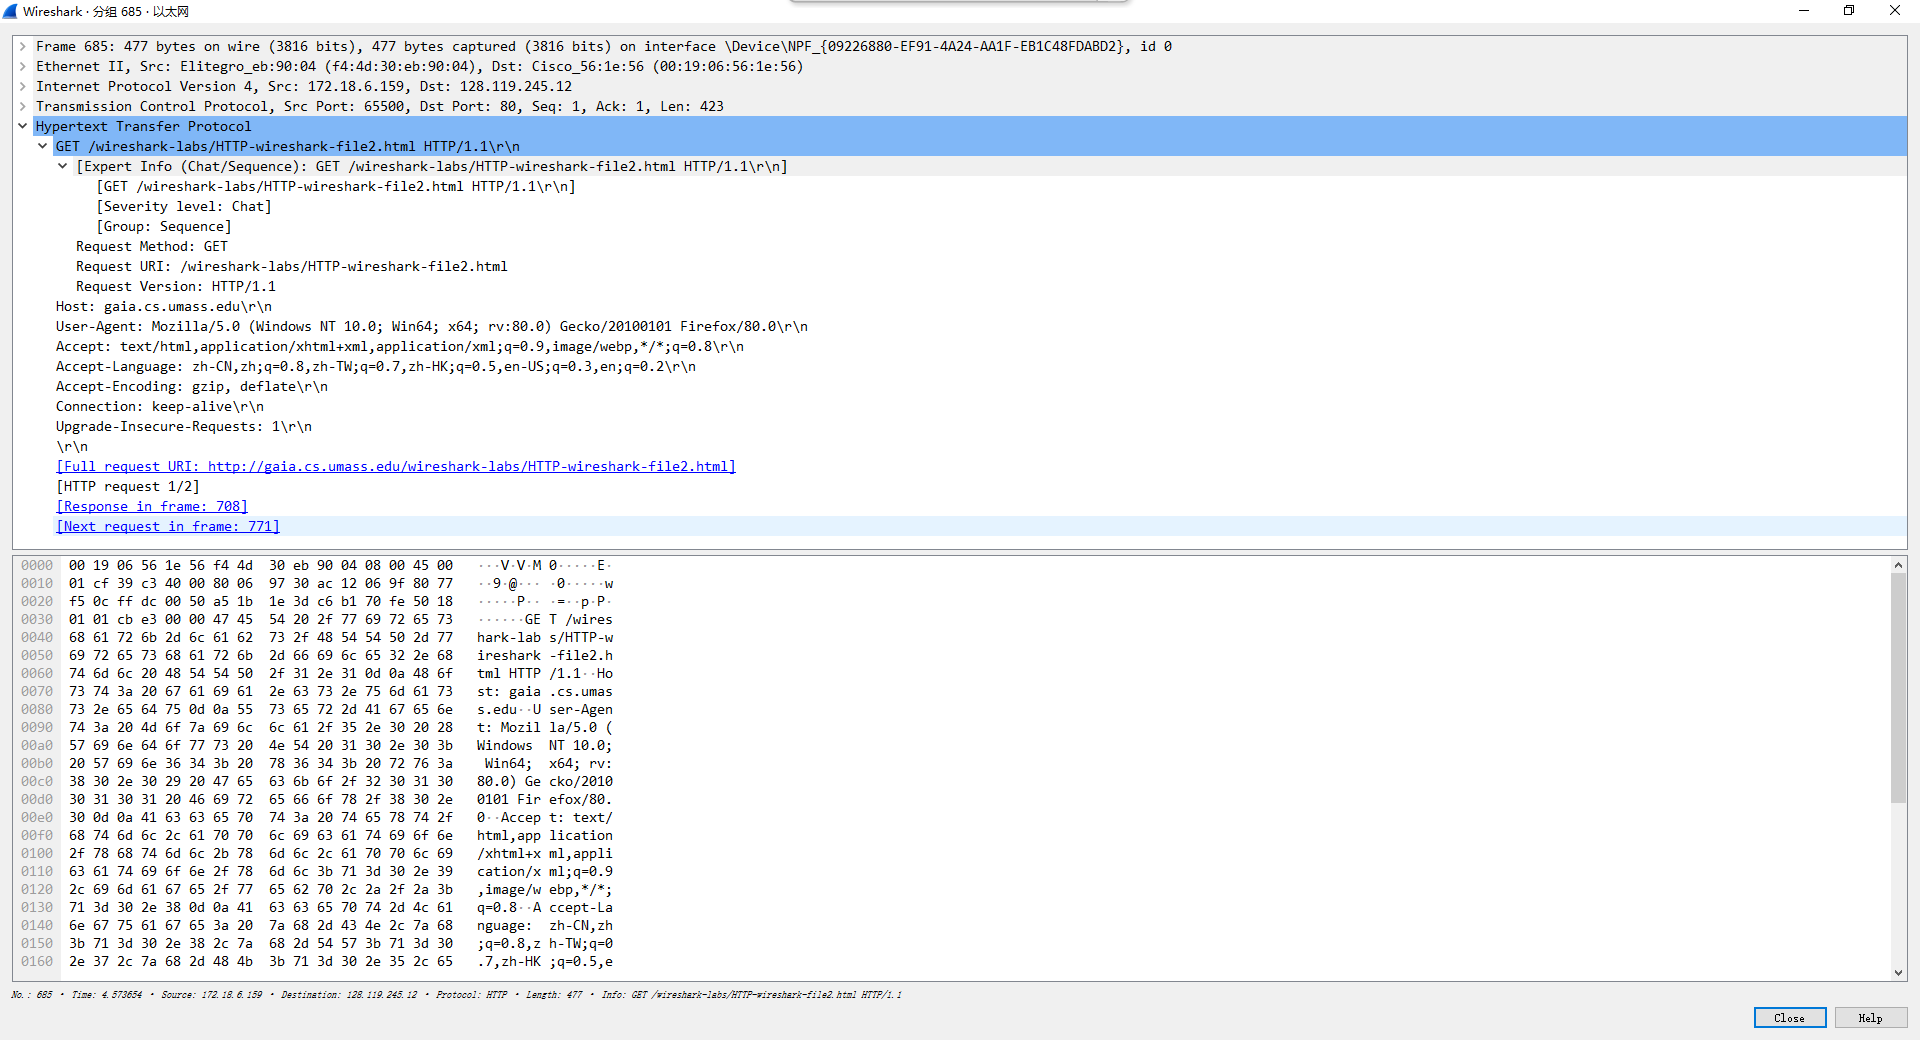 Wireshark · 分组 685 · 以太网
Frame 685: 477 bytes on wire (3816 bits), 477 bytes captured (3816 bits) on interface \Device\NPF_{09226880-EF91-4A24-AA1F-EB1C48FDABD2}, id 0
Ethernet II, Src: Elitegro_eb:90:04 (f4:4d:30:eb:90:04), Dst: Cisco_56:1e:56 (00:19:06:56:1e:56)
Internet Protocol Version 4, Src: 172.18.6.159, Dst: 128.119.245.12
Transmission Control Protocol, Src Port: 65500, Dst Port: 80, Seq: 1, Ack: 1, Len: 423
Hypertext Transfer Protocol
GET /wireshark-labs/HTTP-wireshark-file2.html HTTP/1.1\r\n
[Expert Info (Chat/Sequence): GET /wireshark-labs/HTTP-wireshark-file2.html HTTP/1.1\r\n]
[GET /wireshark-labs/HTTP-wireshark-file2.html HTTP/1.1\r\n]
[Severity level: Chat]
[Group: Sequence]
Request Method: GET
Request URI: /wireshark-labs/HTTP-wireshark-file2.html
Request Version: HTTP/1.1
Host: gaia.cs.umass.edu\r\n
User-Agent: Mozilla/5.0 (Windows NT 10.0; Win64; x64; rv:80.0) Gecko/20100101 Firefox/80.0\r\n
Accept: text/html,application/xhtml+xml,application/xml;q=0.9,image/webp,*/*;q=0.8\r\n
Accept-Language: zh-CN,zh;q=0.8,zh-TW;q=0.7,zh-HK;q=0.5,en-US;q=0.3,en;q=0.2\r\n
Accept-Encoding: gzip, deflate\r\n
Connection: keep-alive\r\n
Upgrade-Insecure-Requests: 1\r\n
\r\n
[Full request URI: http://gaia.cs.umass.edu/wireshark-labs/HTTP-wireshark-file2.html]
[HTTP request 1/2]
[Response in frame: 708]
[Next request in frame: 771]
0000 00 19 06 56 1e 56 f4 4d 30 eb 90 04 08 00 45 00 ···V·V·M 0·····E·
0010 01 cf 39 c3 40 00 80 06 97 30 ac 12 06 9f 80 77 ··9·@··· ·0·····w
0020 f5 0c ff dc 00 50 a5 1b 1e 3d c6 b1 70 fe 50 18 ·····P·· ·=··p·P·
0030 01 01 cb e3 00 00 47 45 54 20 2f 77 69 72 65 73 ······GE T /wires
0040 68 61 72 6b 2d 6c 61 62 73 2f 48 54 54 50 2d 77 hark-lab s/HTTP-w
0050 69 72 65 73 68 61 72 6b 2d 66 69 6c 65 32 2e 68 ireshark -file2.h
0060 74 6d 6c 20 48 54 54 50 2f 31 2e 31 0d 0a 48 6f tml HTTP /1.1··Ho
0070 73 74 3a 20 67 61 69 61 2e 63 73 2e 75 6d 61 73 st: gaia .cs.umas
0080 73 2e 65 64 75 0d 0a 55 73 65 72 2d 41 67 65 6e s.edu··U ser-Agen
0090 74 3a 20 4d 6f 7a 69 6c 6c 61 2f 35 2e 30 20 28 t: Mozil la/5.0 (
00a0 57 69 6e 64 6f 77 73 20 4e 54 20 31 30 2e 30 3b Windows  NT 10.0;
00b0 20 57 69 6e 36 34 3b 20 78 36 34 3b 20 72 76 3a  Win64;  x64; rv:
00c0 38 30 2e 30 29 20 47 65 63 6b 6f 2f 32 30 31 30 80.0) Ge cko/2010
00d0 30 31 30 31 20 46 69 72 65 66 6f 78 2f 38 30 2e 0101 Fir efox/80.
00e0 30 0d 0a 41 63 63 65 70 74 3a 20 74 65 78 74 2f 0··Accep t: text/
00f0 68 74 6d 6c 2c 61 70 70 6c 69 63 61 74 69 6f 6e html,app lication
0100 2f 78 68 74 6d 6c 2b 78 6d 6c 2c 61 70 70 6c 69 /xhtml+x ml,appli
0110 63 61 74 69 6f 6e 2f 78 6d 6c 3b 71 3d 30 2e 39 cation/x ml;q=0.9
0120 2c 69 6d 61 67 65 2f 77 65 62 70 2c 2a 2f 2a 3b ,image/w ebp,*/*;
0130 71 3d 30 2e 38 0d 0a 41 63 63 65 70 74 2d 4c 61 q=0.8··A ccept-La
0140 6e 67 75 61 67 65 3a 20 7a 68 2d 43 4e 2c 7a 68 nguage:  zh-CN,zh
0150 3b 71 3d 30 2e 38 2c 7a 68 2d 54 57 3b 71 3d 30 ;q=0.8,z h-TW;q=0
0160 2e 37 2c 7a 68 2d 48 4b 3b 71 3d 30 2e 35 2c 65 .7,zh-HK ;q=0.5,e
No.: 685 · Time: 4.573654 · Source: 172.18.6.159 · Destination: 128.119.245.12 · Protocol: HTTP · Length: 477 · Info: GET /wireshark-labs/HTTP-wireshark-file2.html HTTP/1.1
Close Help